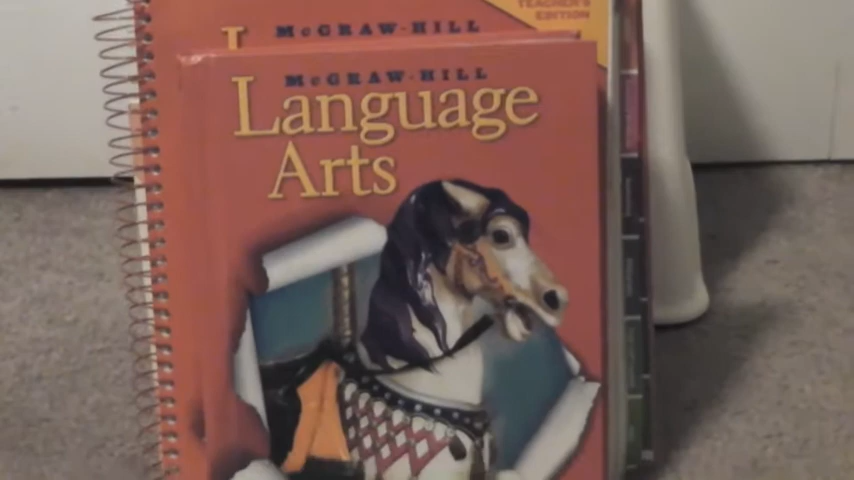 TEACHER'S
EDITION
McGRAW-HILL
L
McGRAW-HILL
Language
Arts